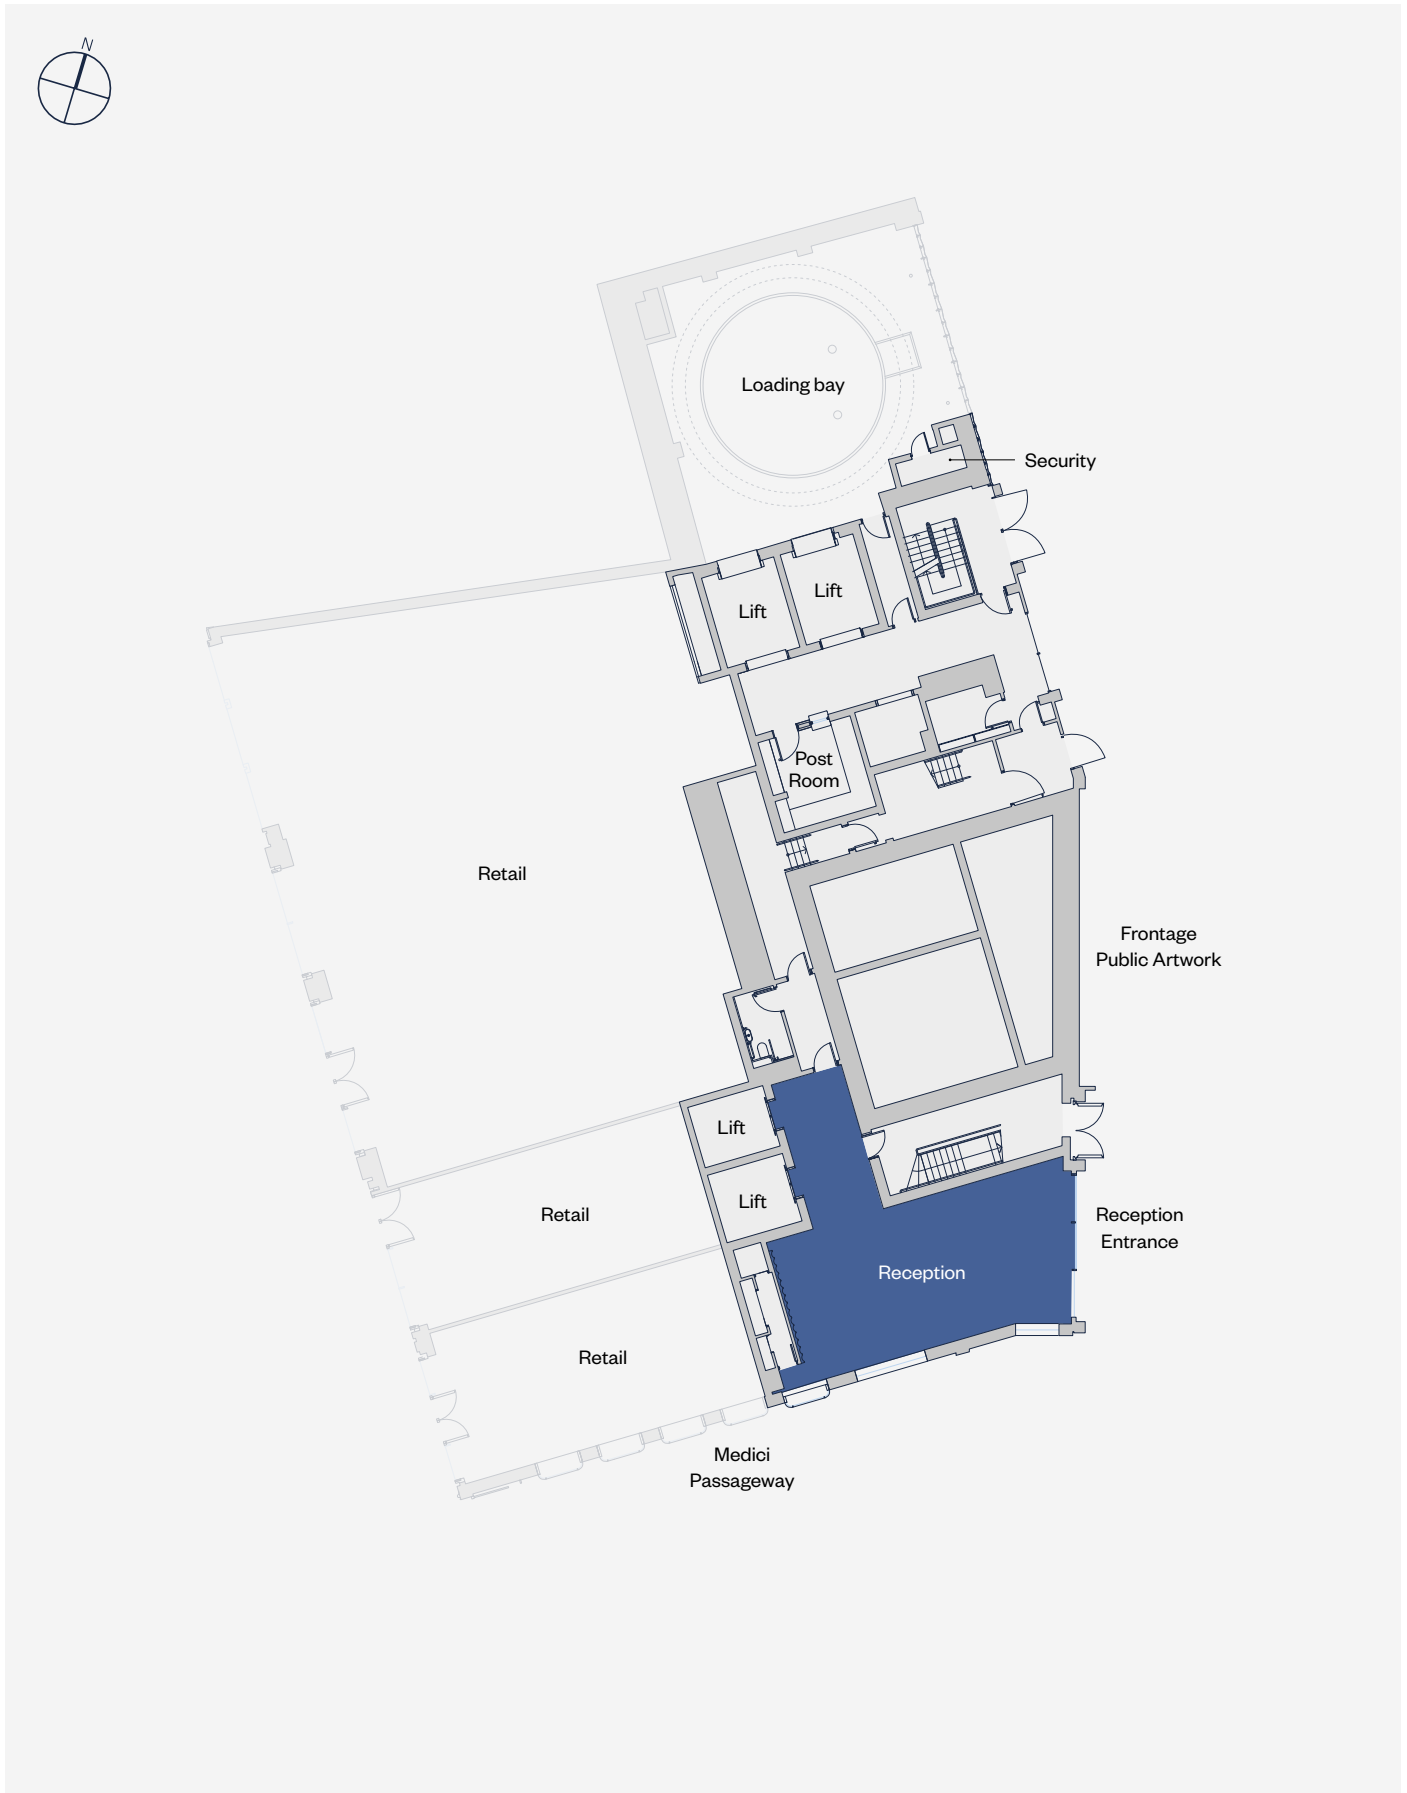 N
Loading bay
Security
Lift
Lift
Post
Room
Retail
Frontage
Public Artwork
Lift
Lift
Retail
Reception
Entrance
Reception
Retail
Medici
Passageway